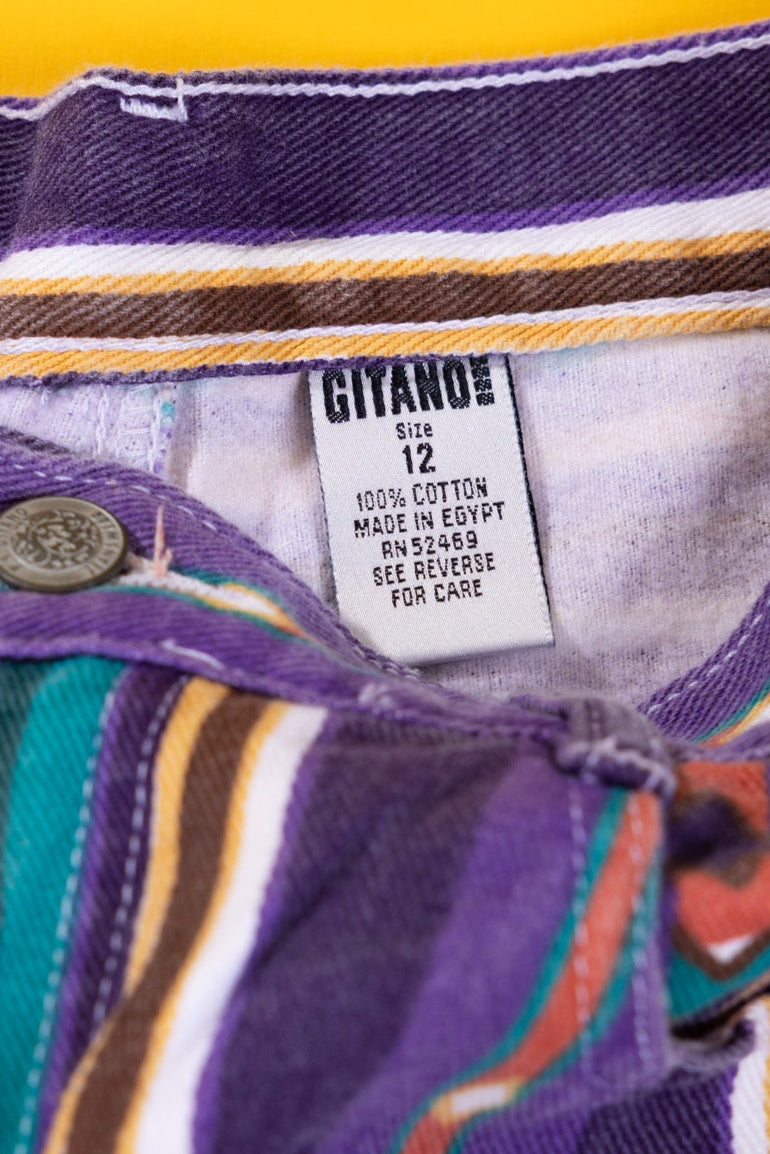 GITANO
Size
12
100% COTTON
MADE IN EGYPT
RN 52469
SEE REVERSE
FOR CARE